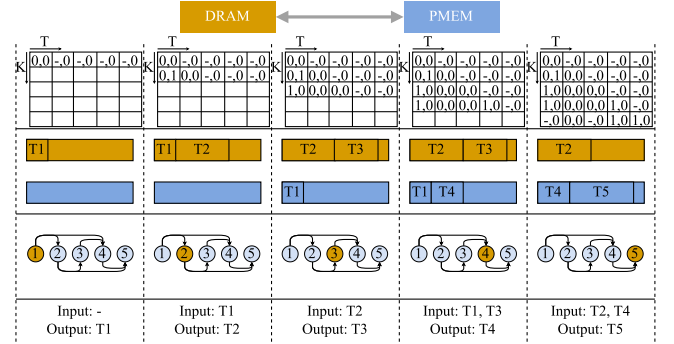 DRAM PMEM
T T T T T
K 0,0 -,0 -,0 -,0 -,0 K 0,0 -,0 -,0 -,0 -,0 K 0,0 -,0 -,0 -,0 -,0 K 0,0 -,0 -,0 -,0 -,0 K 0,0 -,0 -,0 -,0 -,0
0,1 0,0 -,0 -,0 -,0 0,1 0,0 -,0 -,0 -,0 0,1 0,0 -,0 -,0 -,0 0,1 0,0 -,0 -,0 -,0
1,0 0,0 0,0 -,0 -,0 1,0 0,0 0,0 -,0 -,0 1,0 0,0 0,0 -,0 -,0
1,0 0,0 0,0 1,0 -,0 1,0 0,0 0,0 1,0 -,0
-,0 0,0 -,0 1,0 1,0
T1 T1 T2 T2 T3 T2 T3 T2
T1 T1 T4 T4 T5
1 2 3 4 5 1 2 3 4 5 1 2 3 4 5 1 2 3 4 5 1 2 3 4 5
Input: - Input: T1 Input: T2 Input: T1, T3 Input: T2, T4
Output: T1 Output: T2 Output: T3 Output: T4 Output: T5